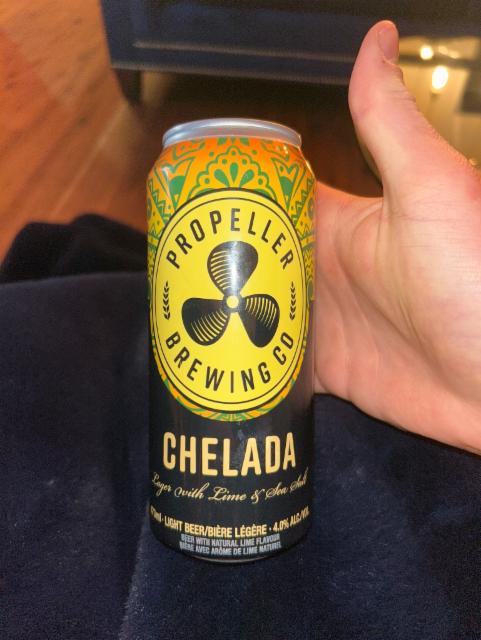 PROPELLER
BREWING CO
CHELADA
Lager with Lime & Sea Salt
473ml · LIGHT BEER/BIÈRE LÉGÈRE · 4.0% ALC/VOL
BEER WITH NATURAL LIME FLAVOUR
BIÈRE AVEC ARÔME DE LIME NATUREL